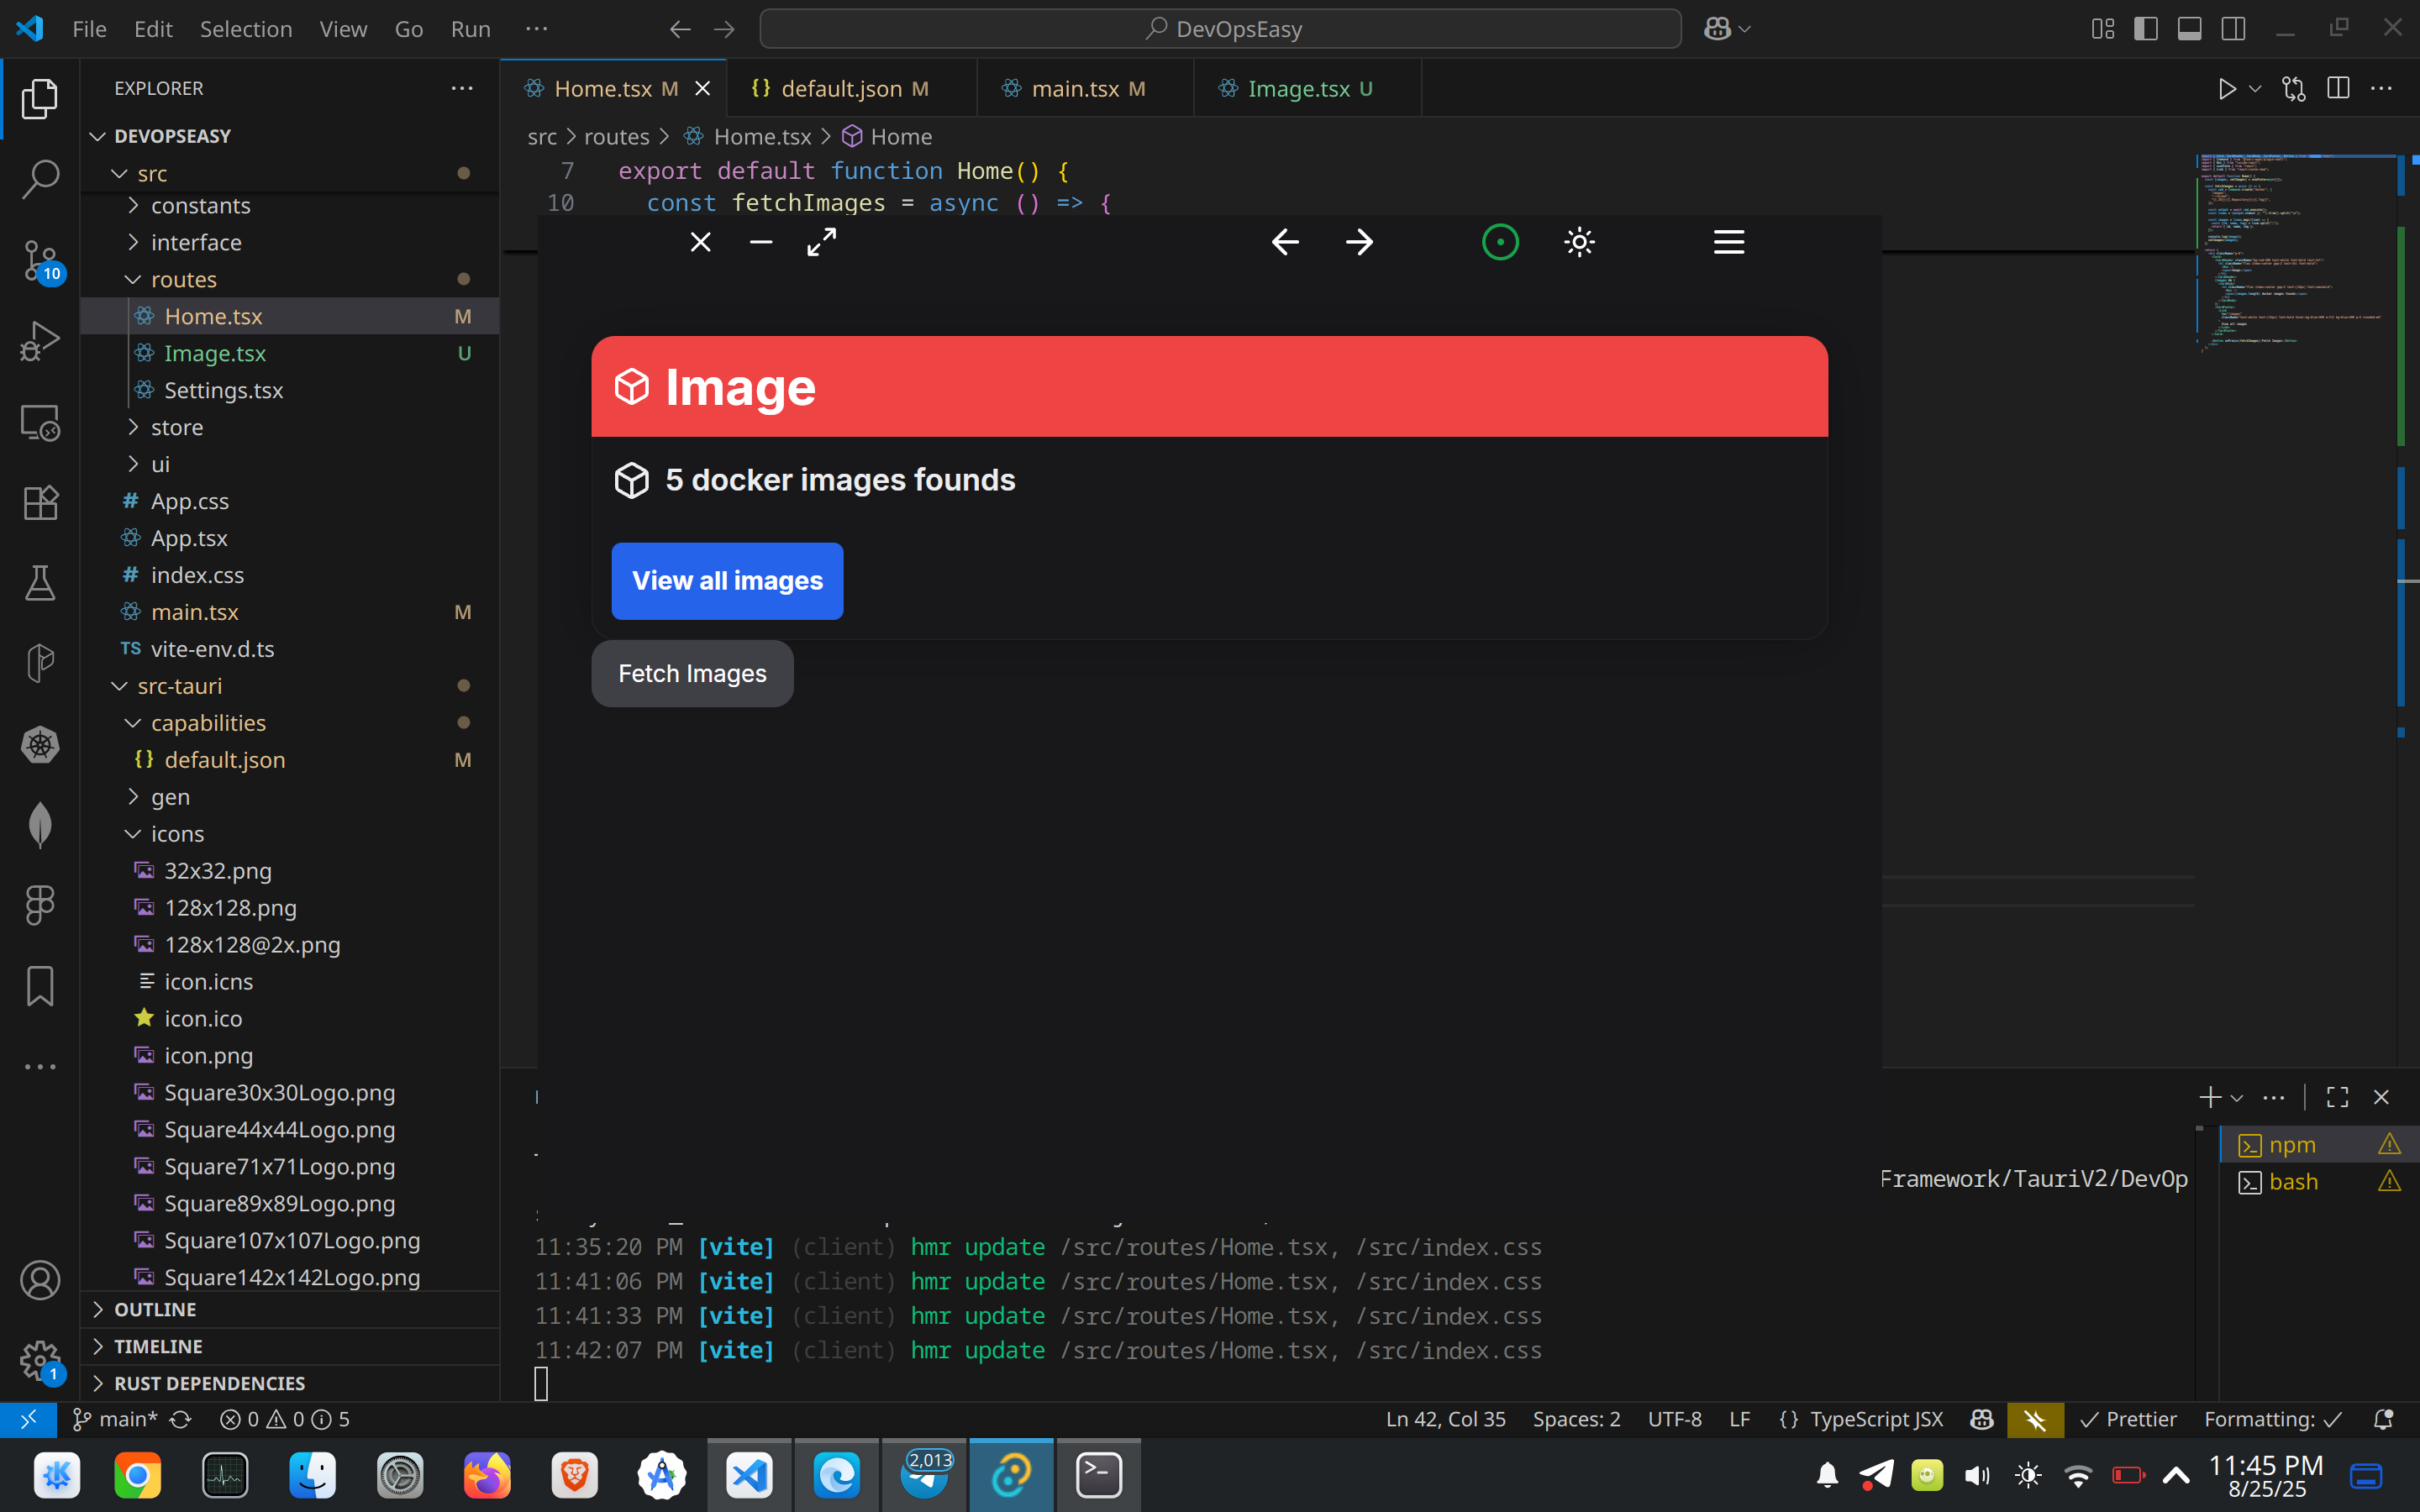 File Edit Selection View Go Run ···
DevOpsEasy
EXPLORER
DEVOPSEASY
src
constants
interface
routes
Home.tsx M
Image.tsx U
Settings.tsx
store
ui
# App.css
App.tsx
# index.css
main.tsx M
TS vite-env.d.ts
src-tauri
capabilities
{} default.json M
gen
icons
32x32.png
128x128.png
128x128@2x.png
icon.icns
icon.ico
icon.png
Square30x30Logo.png
Square44x44Logo.png
Square71x71Logo.png
Square89x89Logo.png
Square107x107Logo.png
Square142x142Logo.png
OUTLINE
TIMELINE
RUST DEPENDENCIES
10
1
Home.tsx M
{} default.json M
main.tsx M
Image.tsx U
src > routes > Home.tsx > Home
7 export default function Home() {
10 const fetchImages = async () => {
Image
5 docker images founds
View all images
Fetch Images
Framework/TauriV2/DevOp
11:35:20 PM [vite] (client) hmr update /src/routes/Home.tsx, /src/index.css
11:41:06 PM [vite] (client) hmr update /src/routes/Home.tsx, /src/index.css
11:41:33 PM [vite] (client) hmr update /src/routes/Home.tsx, /src/index.css
11:42:07 PM [vite] (client) hmr update /src/routes/Home.tsx, /src/index.css
npm
bash
main* 0 0 5
Ln 42, Col 35 Spaces: 2 UTF-8 LF {} TypeScript JSX Prettier Formatting: ✓
2,013
11:45 PM
8/25/25